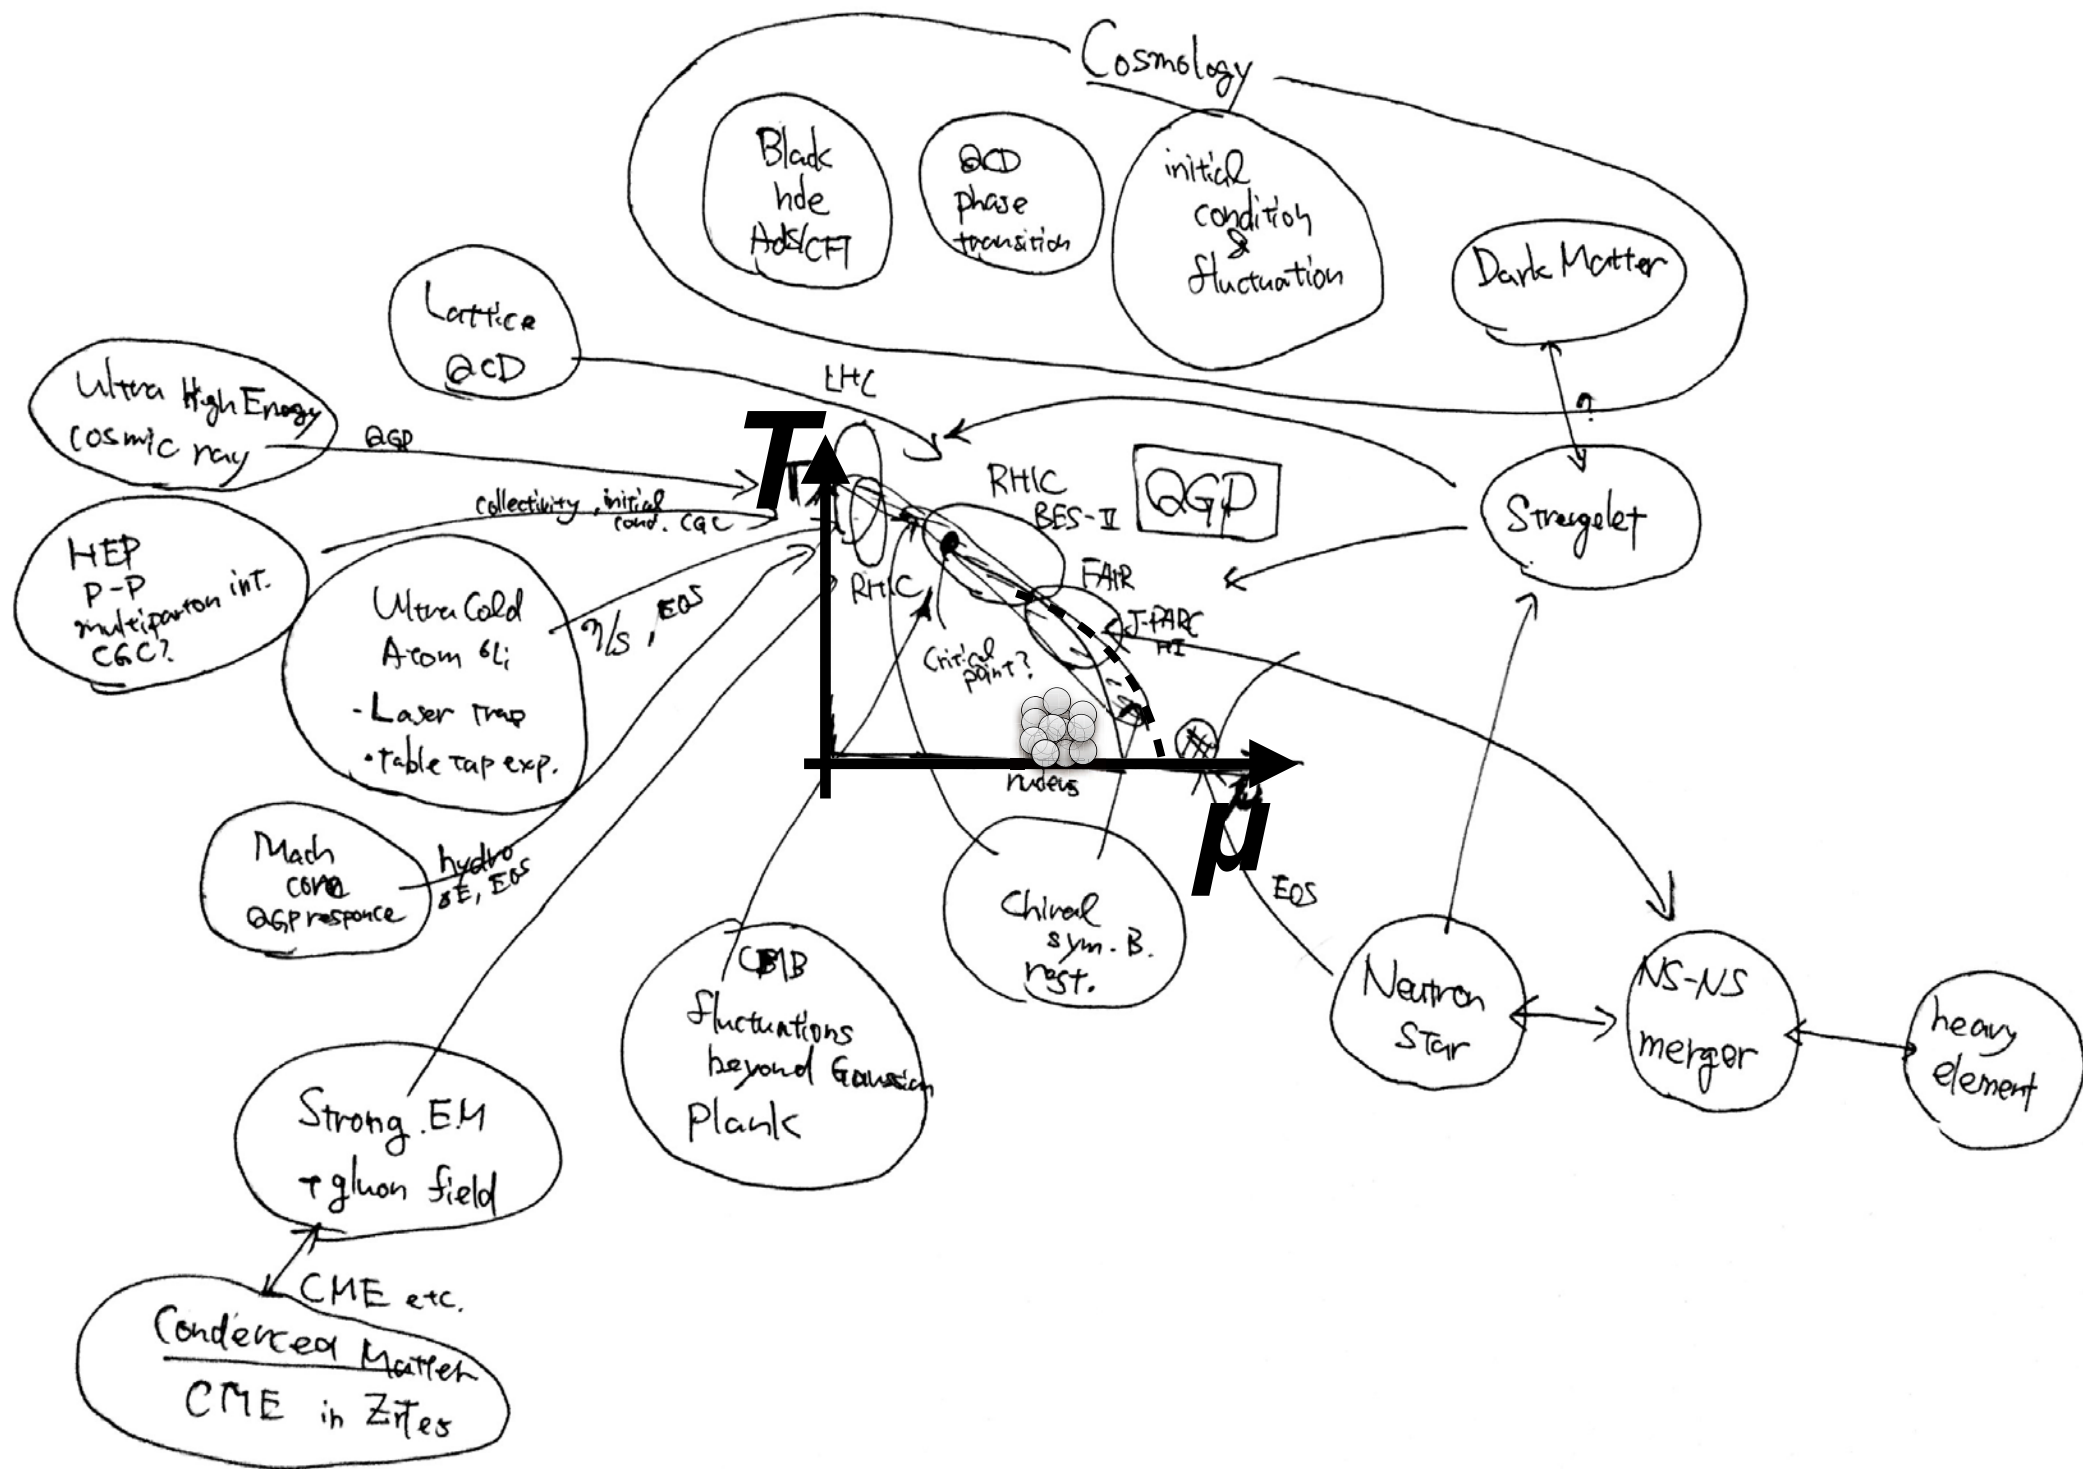 Cosmology
Black
hde
AdS/CFT
QCD
phase
transition
initial
condition
&
fluctuation
Dark Matter
?
Lattice
QCD
LHC
Ultra High Energy
cosmic ray
QGP
T
T
RHIC
BES-II
QGP
Strangelet
collectivity, initial
cond. CGC
HEP
P-P
multiparton int.
CGC?
RHIC
FAIR
J-PARC
HI
Ultra Cold
Atom 6Li
- Laser Trap
• Table Tap exp.
η/s, EOS
Critical
point?
nucleus
μ
Mach
cone
QGP responce
hydro
EOS
EOS
Chiral
sym. B.
rest.
CMB
fluctuations
beyond Gaussian
Plank
Neutron
Star
NS-NS
merger
heavy
element
Strong EM
+ gluon field
CME etc.
Condenced Matter
CME in ZrTe5